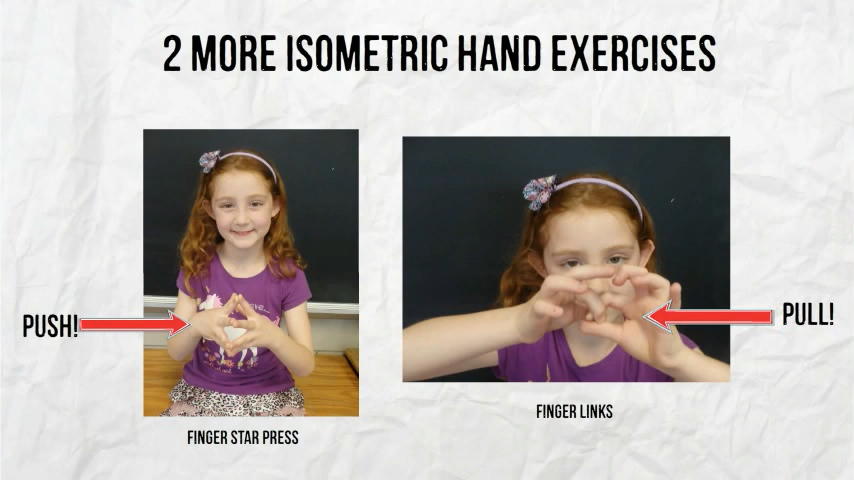 2 MORE ISOMETRIC HAND EXERCISES
PUSH!
PULL!
FINGER LINKS
FINGER STAR PRESS